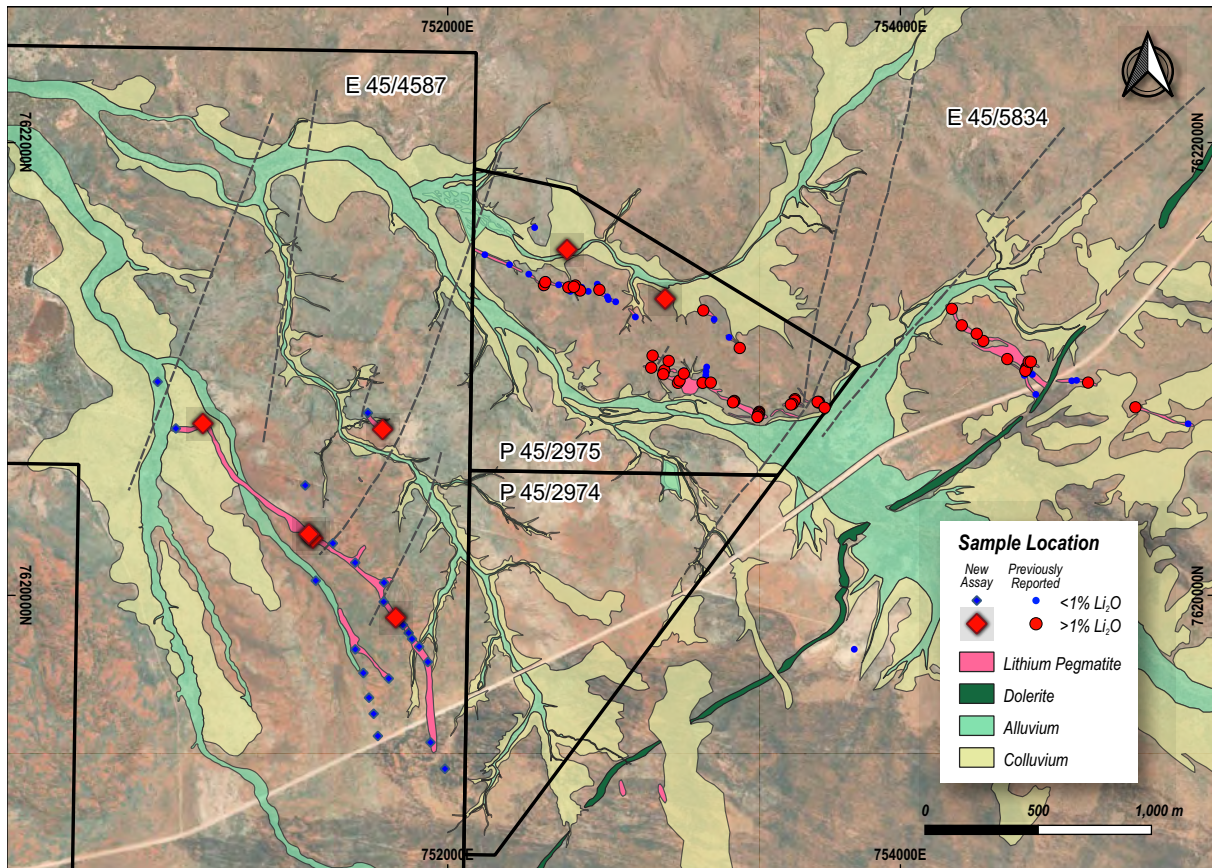 752000E
754000E
E 45/4587
E 45/5834
7622000N
7622000N
P 45/2975
P 45/2974
7620000N
7620000N
Sample Location
New Assay
Previously Reported
<1% Li₂O
>1% Li₂O
Lithium Pegmatite
Dolerite
Alluvium
Colluvium
0
500
1,000 m
752000E
754000E